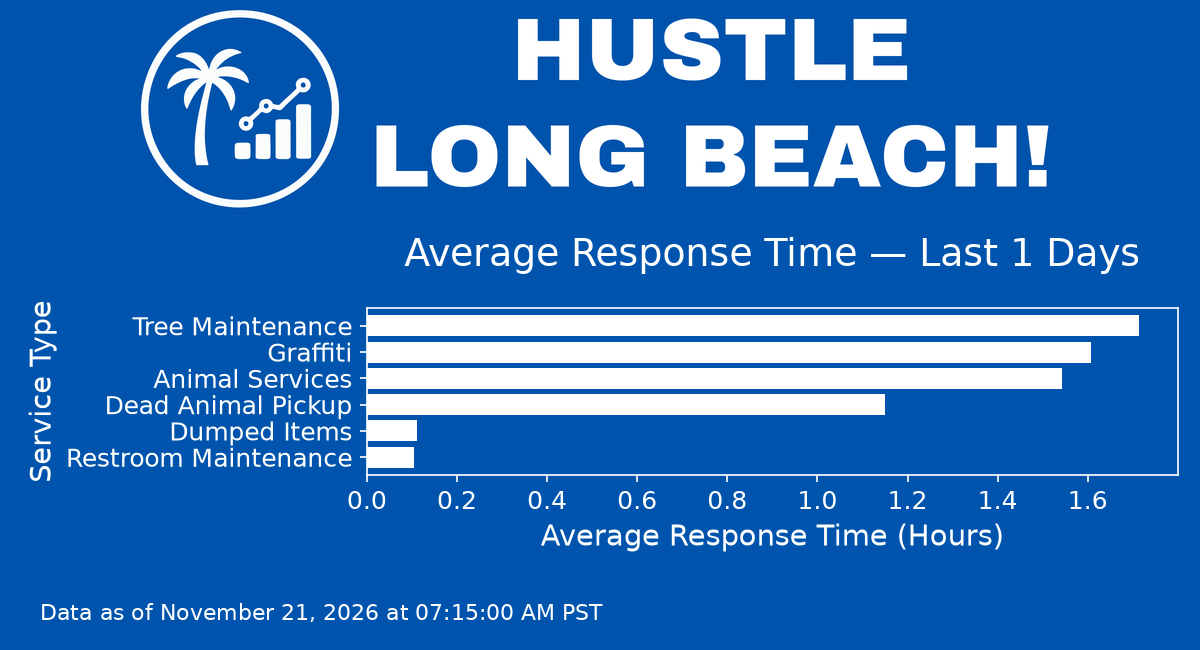 HUSTLE
LONG BEACH!
Average Response Time — Last 1 Days
Service Type
Tree Maintenance
Graffiti
Animal Services
Dead Animal Pickup
Dumped Items
Restroom Maintenance
0.0 0.2 0.4 0.6 0.8 1.0 1.2 1.4 1.6
Average Response Time (Hours)
Data as of November 21, 2026 at 07:15:00 AM PST